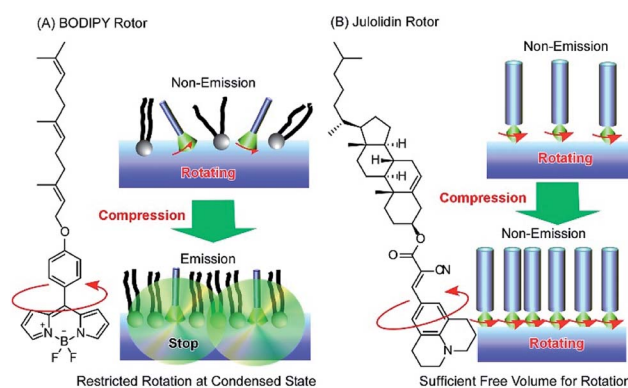 (A) BODIPY Rotor
Non-Emission
Rotating
Compression
Emission
Stop
O
N
N
+
B
-
F
F
Restricted Rotation at Condensed State
(B) Julolidin Rotor
Non-Emission
Rotating
Compression
Non-Emission
Rotating
H
H
H
O
O
CN
N
Sufficient Free Volume for Rotation